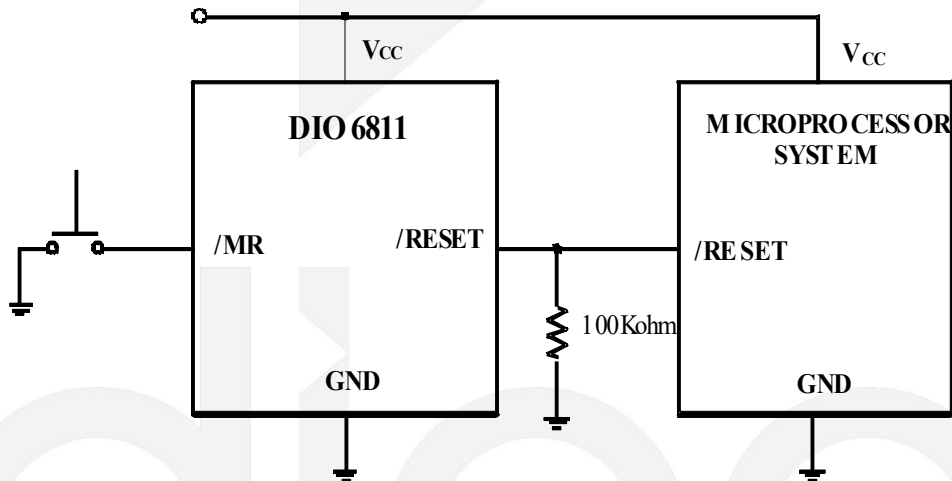 Vcc
Vcc
DIO 6811
MICROPROCESSOR
SYSTEM
/MR
/RESET
/RESET
100Kohm
GND
GND